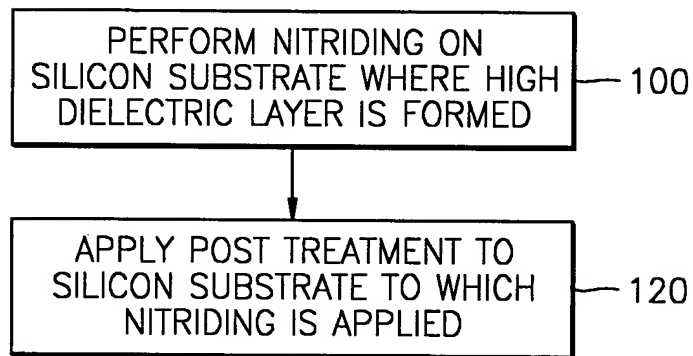 PERFORM NITRIDING ON
SILICON SUBSTRATE WHERE HIGH
DIELECTRIC LAYER IS FORMED
100
APPLY POST TREATMENT TO
SILICON SUBSTRATE TO WHICH
NITRIDING IS APPLIED
120